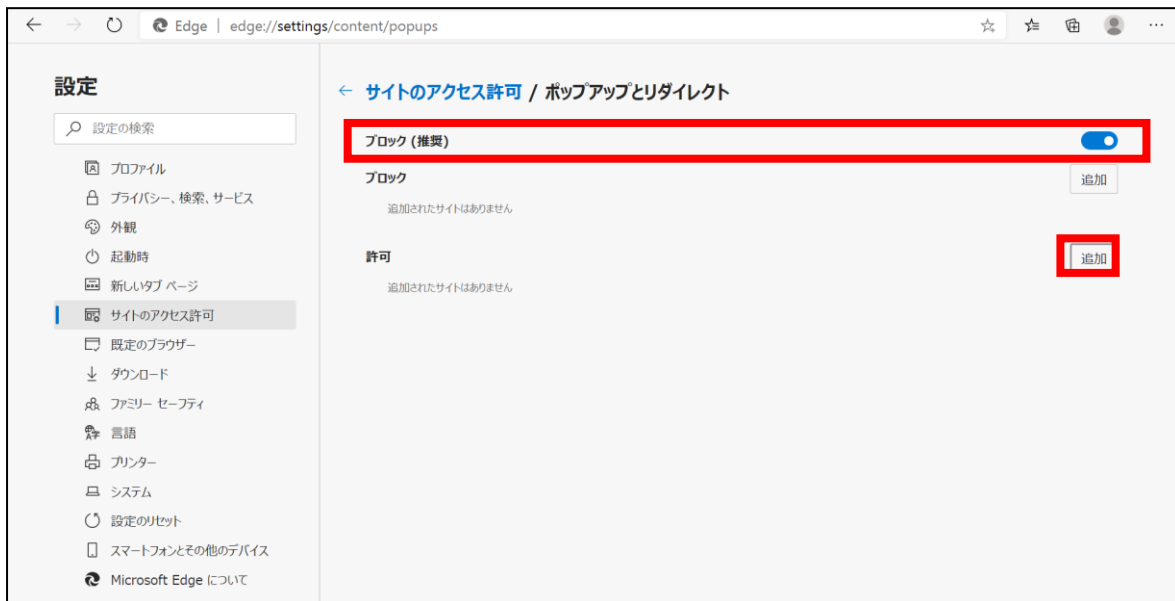 Edge | edge://settings/content/popups
設定
設定の検索
プロファイル
プライバシー、検索、サービス
外観
起動時
新しいタブ ページ
サイトのアクセス許可
既定のブラウザー
ダウンロード
ファミリー セーフティ
言語
プリンター
システム
設定のリセット
スマートフォンとその他のデバイス
Microsoft Edge について
サイトのアクセス許可 / ポップアップとリダイレクト
ブロック (推奨)
ブロック 追加
追加されたサイトはありません
許可 追加
追加されたサイトはありません